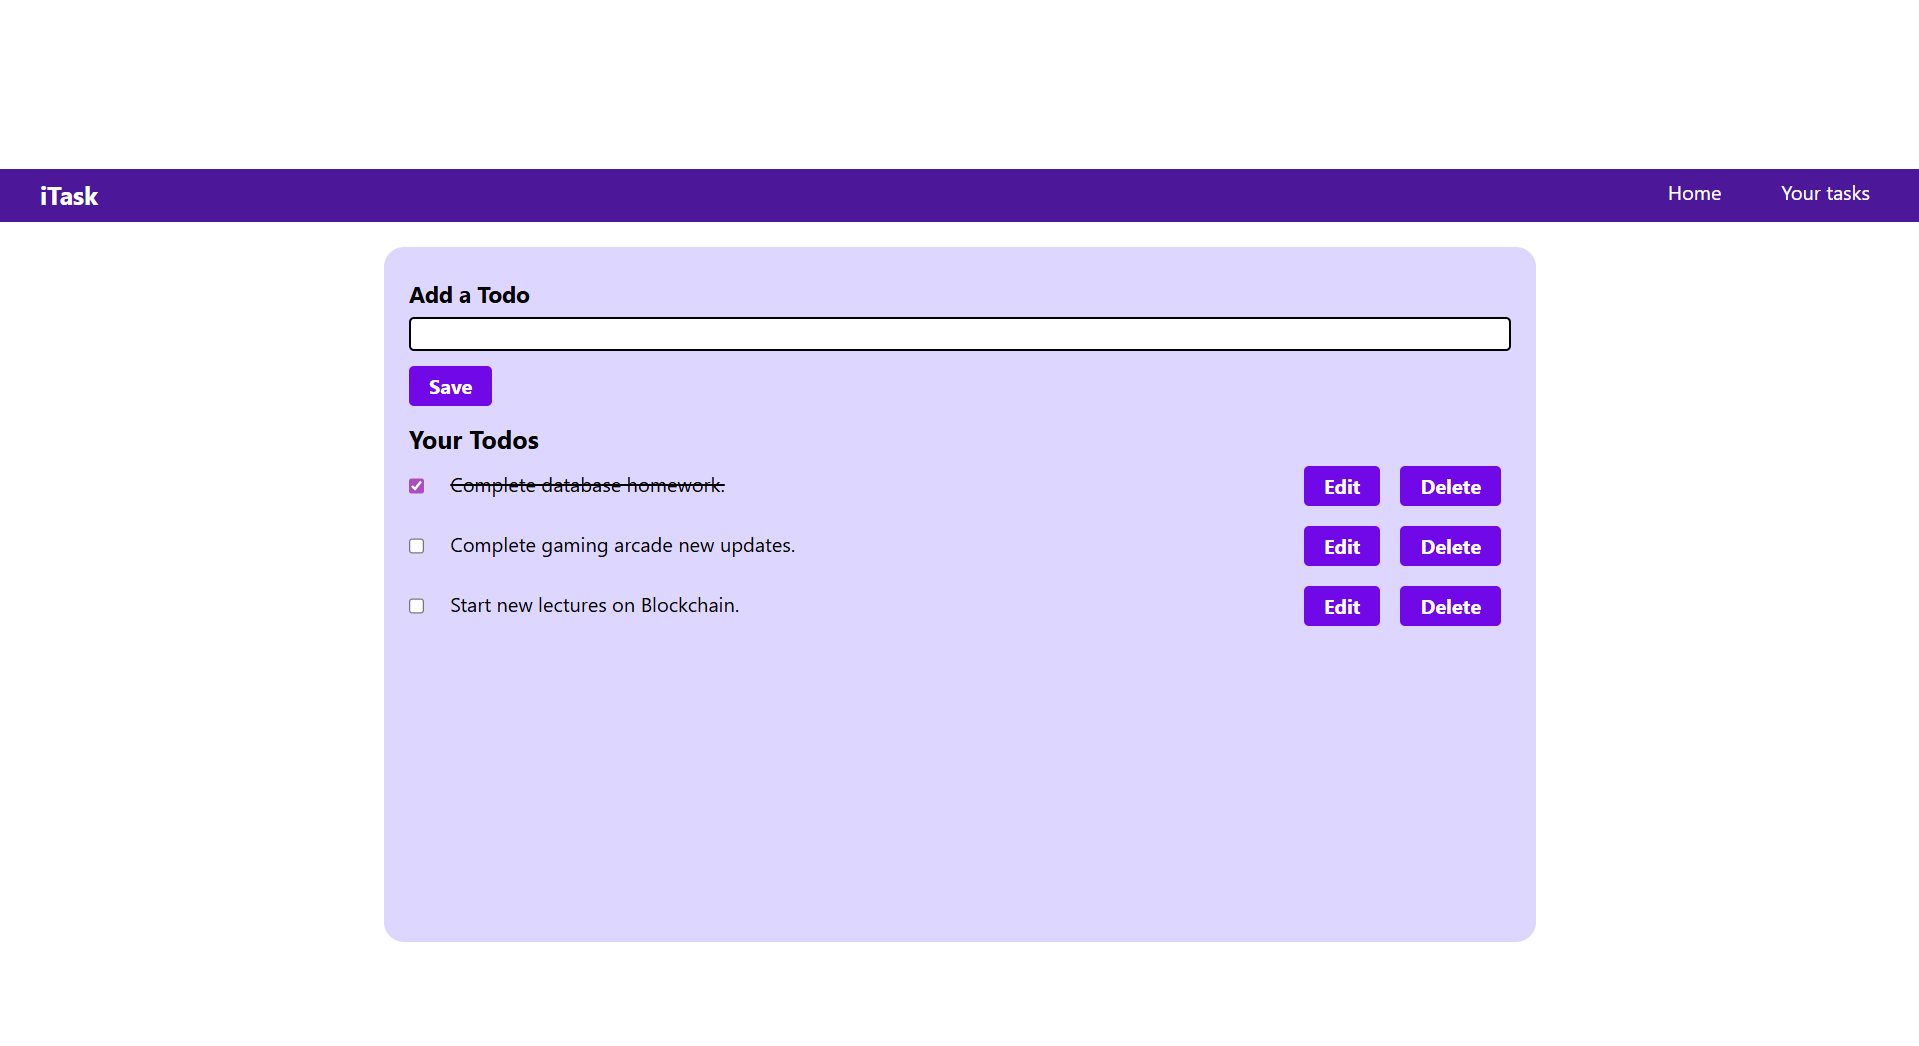 iTask Home Your tasks
Add a Todo
Save
Your Todos
Complete database homework. Edit Delete
Complete gaming arcade new updates. Edit Delete
Start new lectures on Blockchain. Edit Delete